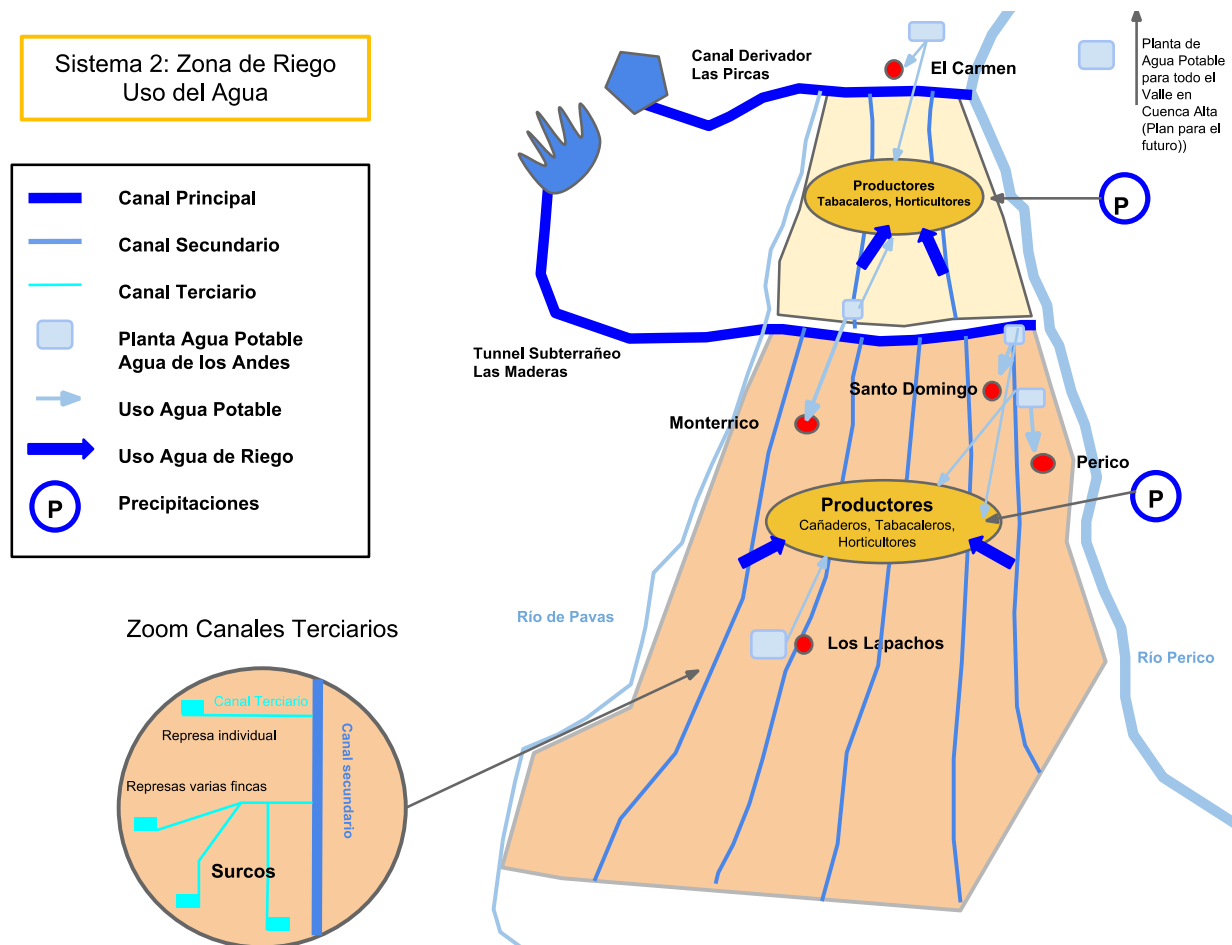 Sistema 2: Zona de Riego
Uso del Agua
Canal Principal
Canal Secundario
Canal Terciario
Planta Agua Potable
Agua de los Andes
Uso Agua Potable
Uso Agua de Riego
P
Precipitaciones
Canal Derivador
Las Pircas
El Carmen
Planta de
Agua Potable
para todo el
Valle en
Cuenca Alta
(Plan para el
futuro))
Productores
Tabacaleros, Horticultores
P
Tunnel Subterrañeo
Las Maderas
Santo Domingo
Monterrico
Perico
Productores
Cañaderos, Tabacaleros,
Horticultores
P
Río de Pavas
Los Lapachos
Río Perico
Zoom Canales Terciarios
Canal Terciario
Represa individual
Canal secundario
Represas varias fincas
Surcos